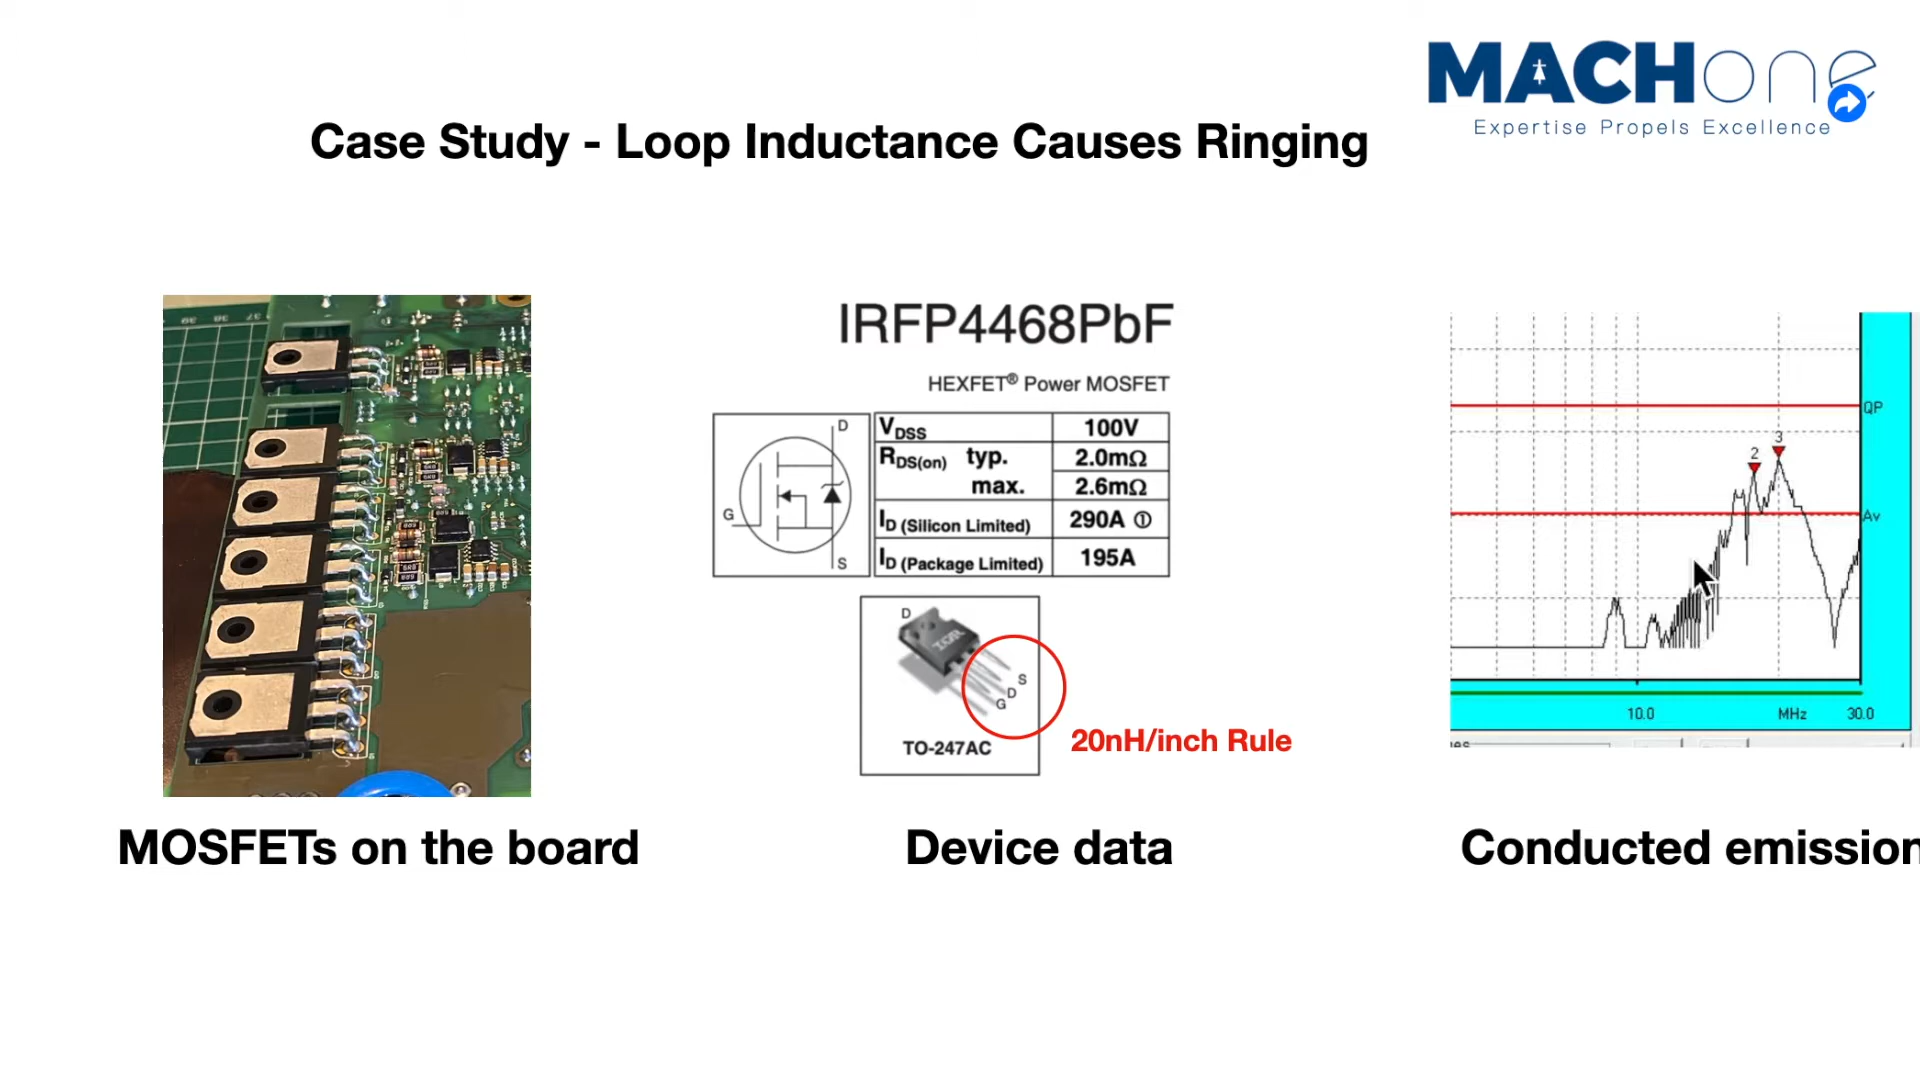 MACHone
Expertise Propels Excellence
Case Study - Loop Inductance Causes Ringing
IRFP4468PbF
HEXFET® Power MOSFET
D
G
S
VDSS 100V
RDS(on) typ. 2.0mΩ
max. 2.6mΩ
ID (Silicon Limited) 290A ①
ID (Package Limited) 195A
D
IOR
S
D
G
TO-247AC
20nH/inch Rule
QP
2
3
Av
10.0
MHz
30.0
MOSFETs on the board
Device data
Conducted emission